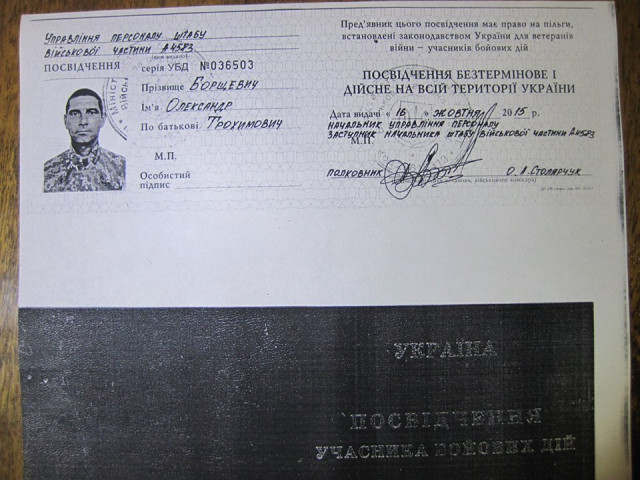 Управління персоналу штабу
військової частини А4583
ПОСВІДЧЕННЯ серія УБД №036503
Прізвище Борщевич
Ім'я Олександр
По батькові Трохимович
М.П.
Особистий
підпис
Пред'явник цього посвідчення має право на пільги,
встановлені законодавством України для ветеранів
війни – учасників бойових дій
ПОСВІДЧЕННЯ БЕЗТЕРМІНОВЕ І
ДІЙСНЕ НА ВСІЙ ТЕРИТОРІЇ УКРАЇНИ
Дата видачі « 16 » жовтня 2015 р.
начальник управління персоналу
заступник начальника штабу військової частини А4583
М.П.
полковник О.А.Столярчук
УКРАЇНА
ПОСВІДЧЕННЯ
УЧАСНИКА БОЙОВИХ ДІЙ